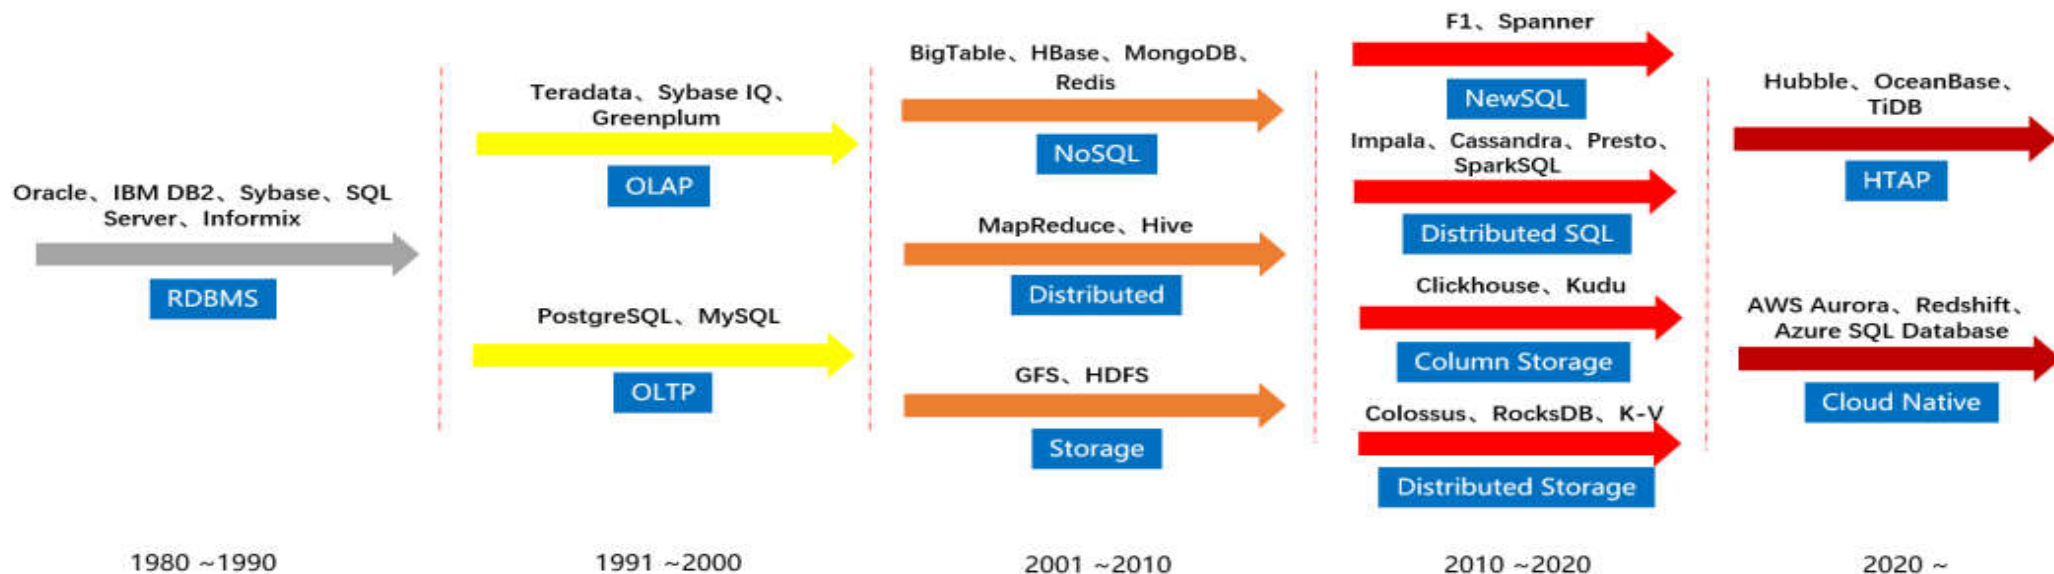 Oracle、IBM DB2、Sybase、SQL
Server、Informix
RDBMS
1980 ~1990
Teradata、Sybase IQ、
Greenplum
OLAP
PostgreSQL、MySQL
OLTP
1991 ~2000
BigTable、HBase、MongoDB、
Redis
NoSQL
MapReduce、Hive
Distributed
GFS、HDFS
Storage
2001 ~2010
F1、Spanner
NewSQL
Impala、Cassandra、Presto、
SparkSQL
Distributed SQL
Clickhouse、Kudu
Column Storage
Colossus、RocksDB、K-V
Distributed Storage
2010 ~2020
Hubble、OceanBase、
TiDB
HTAP
AWS Aurora、Redshift、
Azure SQL Database
Cloud Native
2020 ~